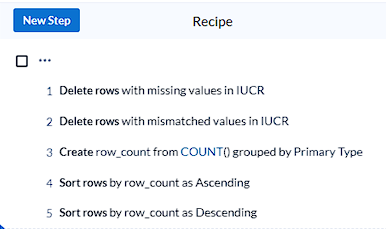 New Step
Recipe
1 Delete rows with missing values in IUCR
2 Delete rows with mismatched values in IUCR
3 Create row_count from COUNT() grouped by Primary Type
4 Sort rows by row_count as Ascending
5 Sort rows by row_count as Descending